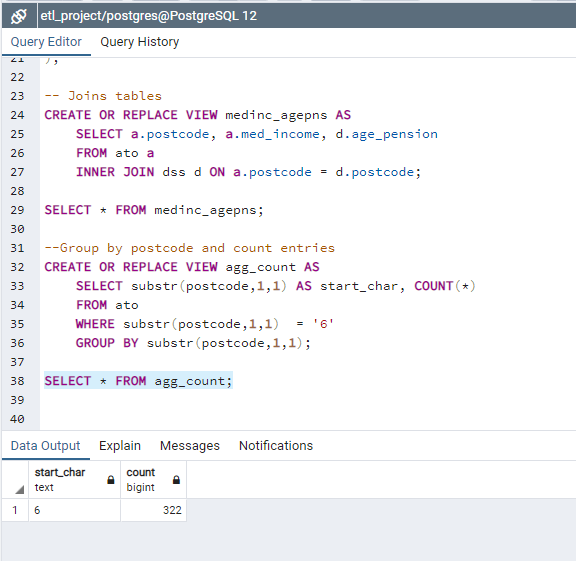 etl_project/postgres@PostgreSQL 12
Query Editor Query History
21 );
22
23 -- Joins tables
24 CREATE OR REPLACE VIEW medinc_agepns AS
25 SELECT a.postcode, a.med_income, d.age_pension
26 FROM ato a
27 INNER JOIN dss d ON a.postcode = d.postcode;
28
29 SELECT * FROM medinc_agepns;
30
31 --Group by postcode and count entries
32 CREATE OR REPLACE VIEW agg_count AS
33 SELECT substr(postcode,1,1) AS start_char, COUNT(*)
34 FROM ato
35 WHERE substr(postcode,1,1)  = '6'
36 GROUP BY substr(postcode,1,1);
37
38 SELECT * FROM agg_count;
39
40
Data Output Explain Messages Notifications
start_char count
text bigint
1 6 322